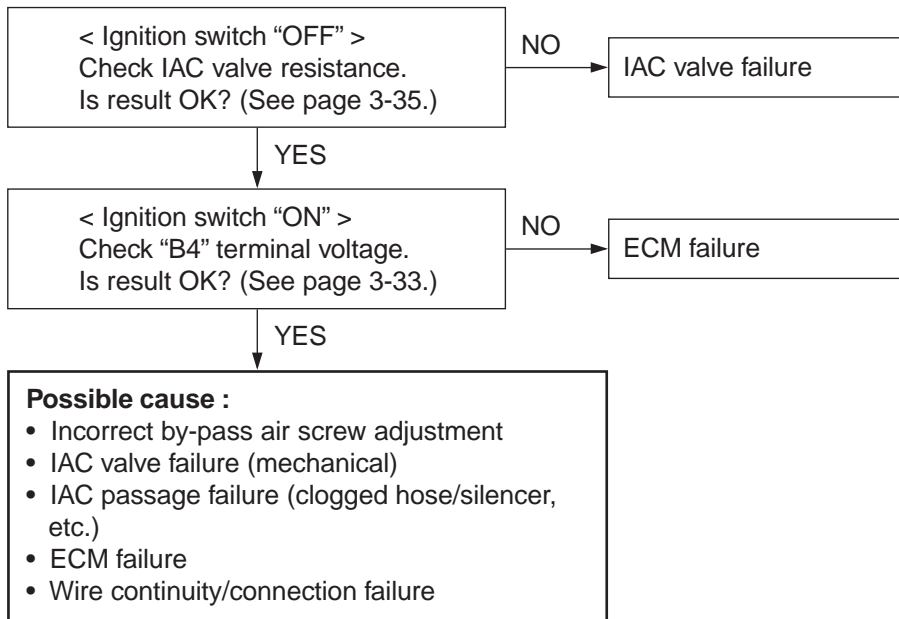 < Ignition switch “OFF” >
Check IAC valve resistance.
Is result OK? (See page 3-35.)
NO
IAC valve failure
YES
< Ignition switch “ON” >
Check “B4” terminal voltage.
Is result OK? (See page 3-33.)
NO
ECM failure
YES
Possible cause :
• Incorrect by-pass air screw adjustment
• IAC valve failure (mechanical)
• IAC passage failure (clogged hose/silencer,
etc.)
• ECM failure
• Wire continuity/connection failure